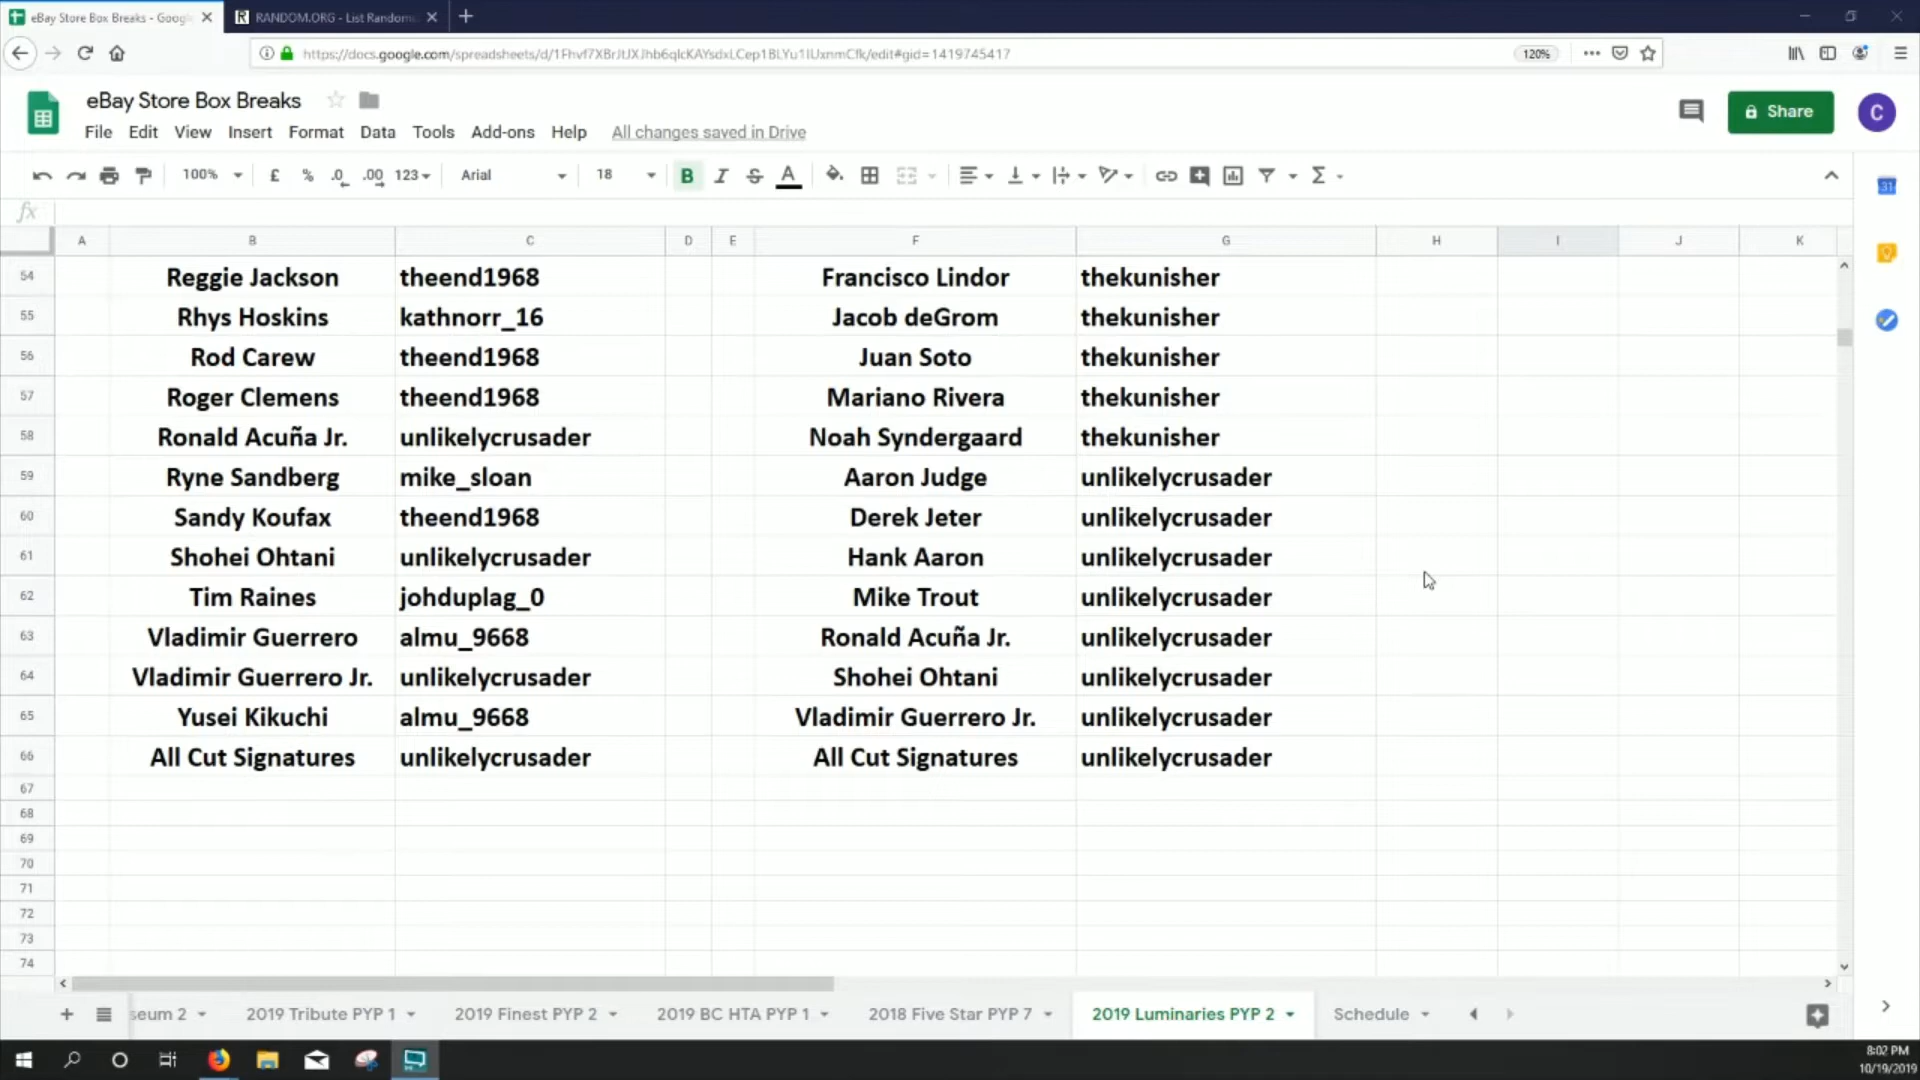 eBay Store Box Breaks - Google
RANDOM.ORG - List Random
120%
eBay Store Box Breaks
Share
C
File Edit View Insert Format Data Tools Add-ons Help All changes saved in Drive
100% £ % .0 .00 123 Arial 18 B I S A
31
fx
A B C D E F G H I J K
54 Reggie Jackson theend1968 Francisco Lindor thekunisher
55 Rhys Hoskins kathnorr_16 Jacob deGrom thekunisher
56 Rod Carew theend1968 Juan Soto thekunisher
57 Roger Clemens theend1968 Mariano Rivera thekunisher
58 Ronald Acuña Jr. unlikelycrusader Noah Syndergaard thekunisher
59 Ryne Sandberg mike_sloan Aaron Judge unlikelycrusader
60 Sandy Koufax theend1968 Derek Jeter unlikelycrusader
61 Shohei Ohtani unlikelycrusader Hank Aaron unlikelycrusader
62 Tim Raines johduplag_0 Mike Trout unlikelycrusader
63 Vladimir Guerrero almu_9668 Ronald Acuña Jr. unlikelycrusader
64 Vladimir Guerrero Jr. unlikelycrusader Shohei Ohtani unlikelycrusader
65 Yusei Kikuchi almu_9668 Vladimir Guerrero Jr. unlikelycrusader
66 All Cut Signatures unlikelycrusader All Cut Signatures unlikelycrusader
67
68
69
70
71
72
73
74
seum 2 2019 Tribute PYP 1 2019 Finest PYP 2 2019 BC HTA PYP 1 2018 Five Star PYP 7 2019 Luminaries PYP 2 Schedule
8:02 PM
10/19/2019